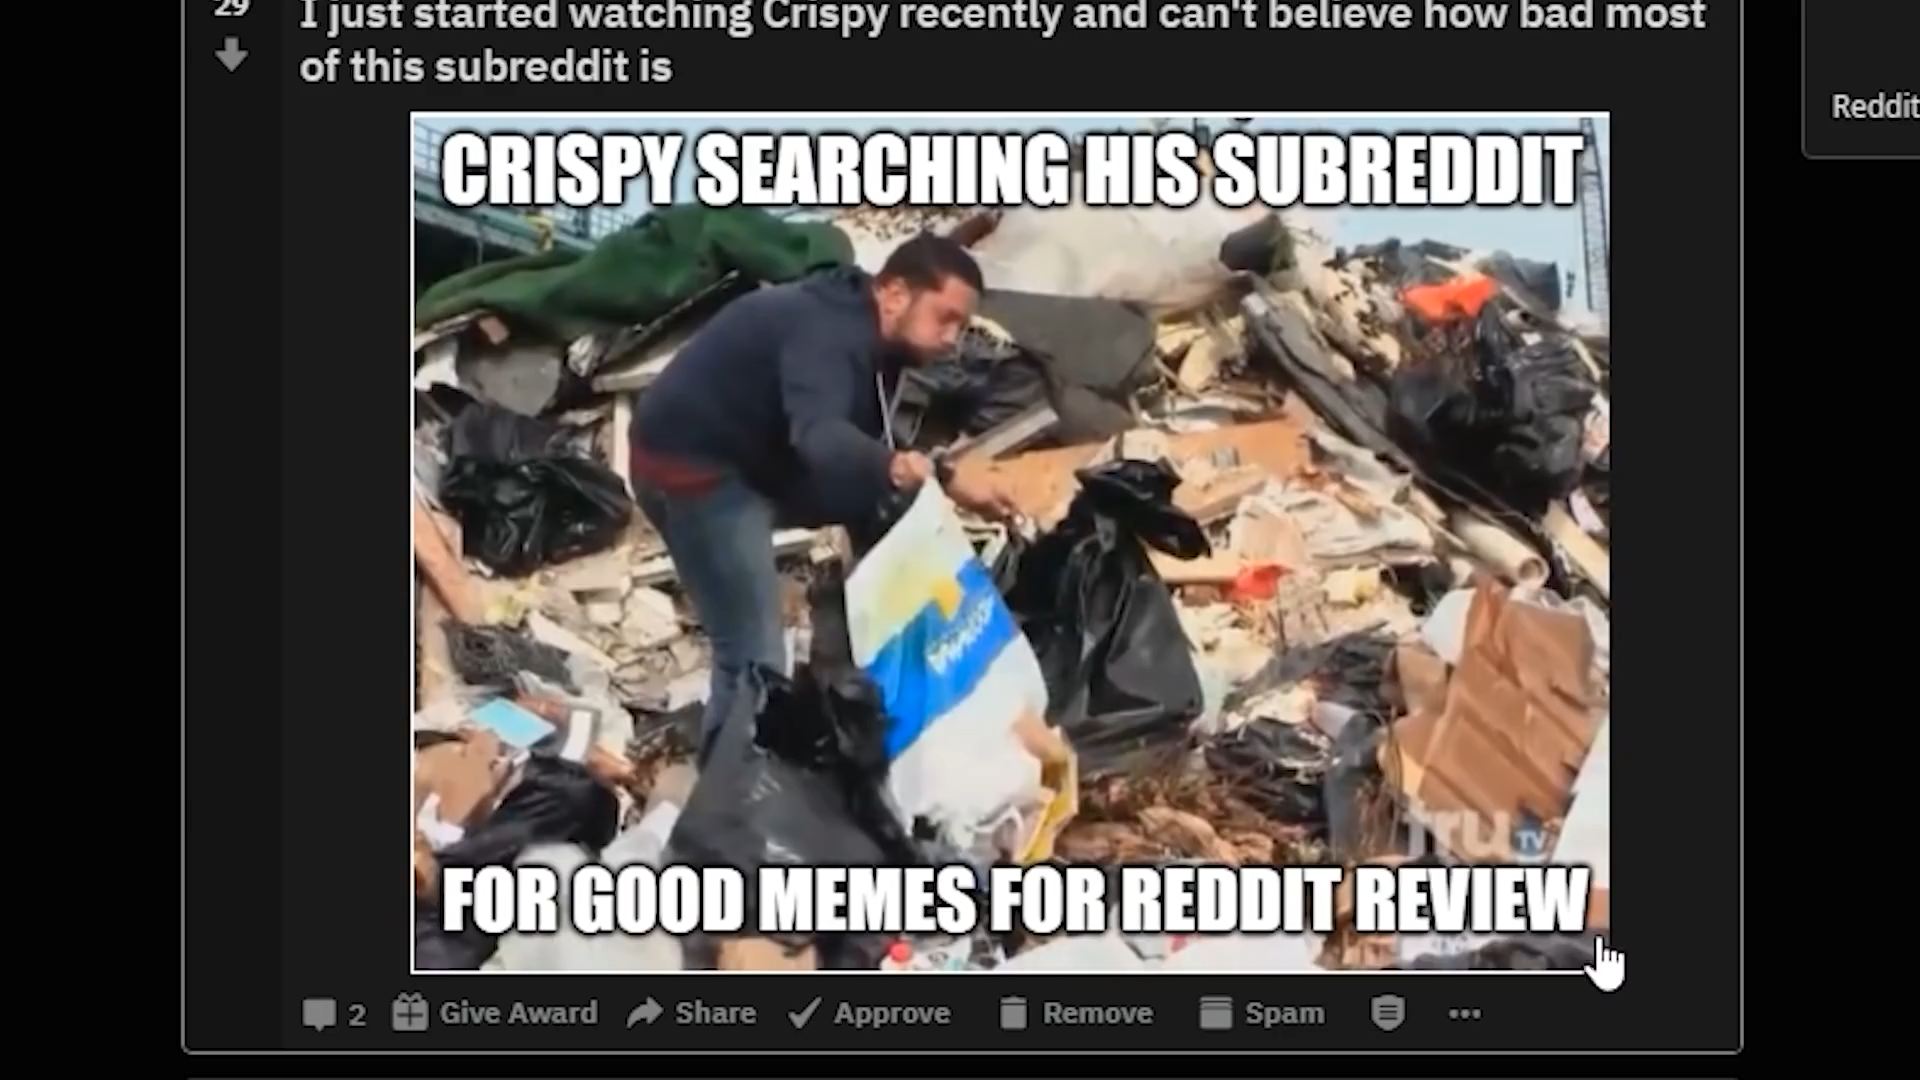 29
I just started watching Crispy recently and can't believe how bad most
of this subreddit is
Reddit
CRISPY SEARCHING HIS SUBREDDIT
tru TV
FOR GOOD MEMES FOR REDDIT REVIEW
2 Give Award Share Approve Remove Spam